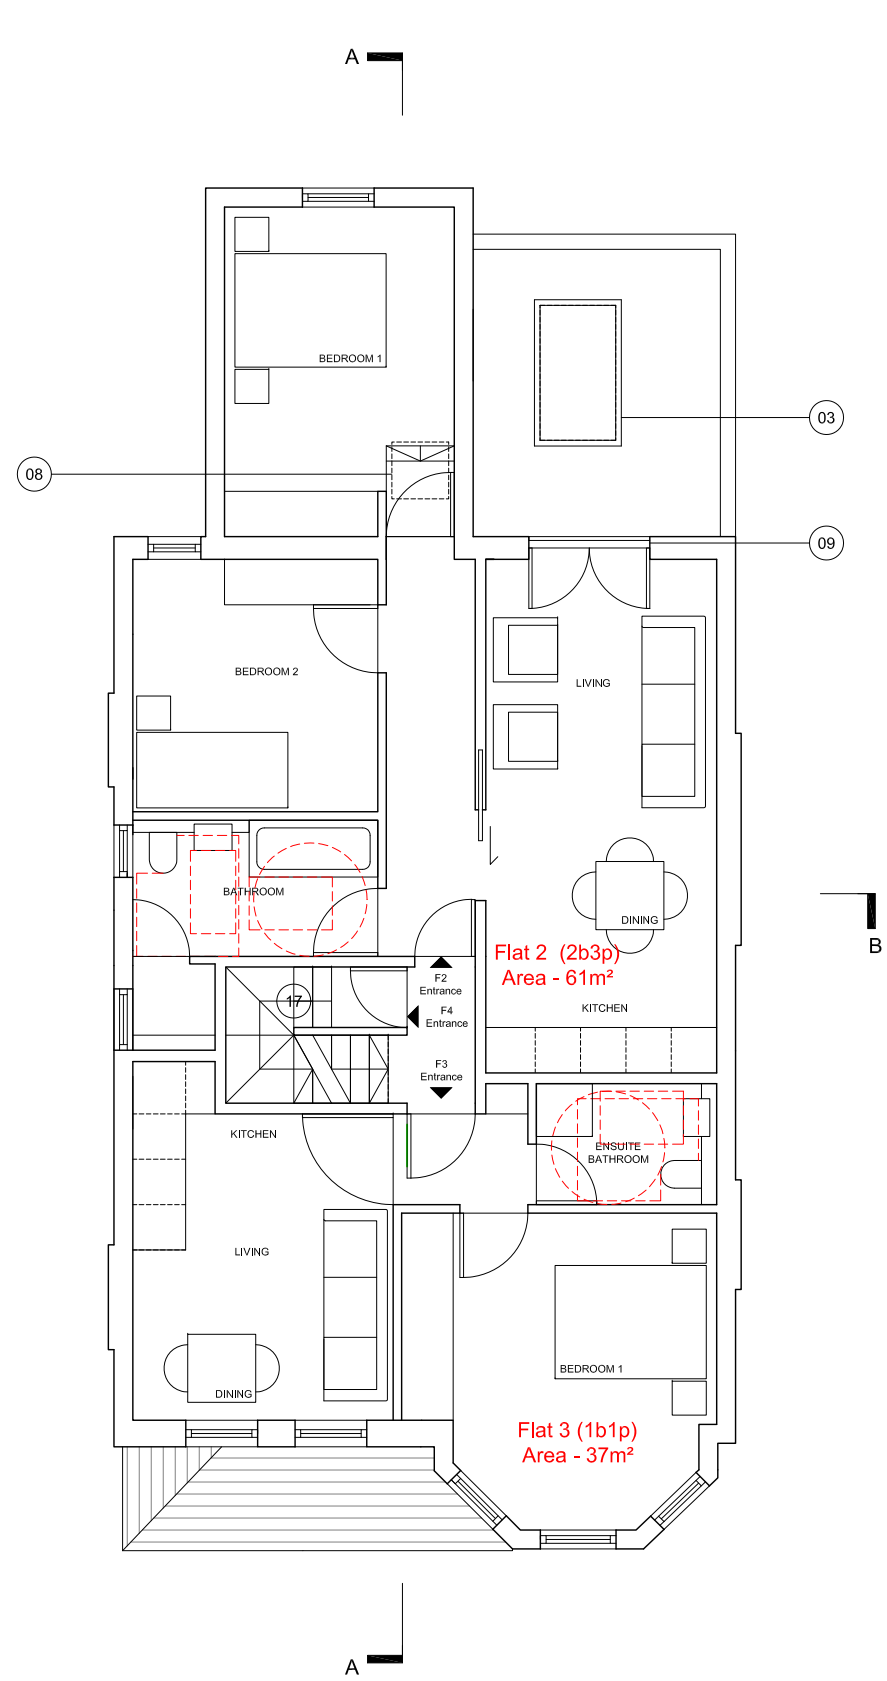 A
BEDROOM 1
03
08
09
BEDROOM 2
LIVING
BATHROOM
DINING
B
Flat 2 (2b3p)
Area - 61m²
F2
Entrance
17
F4
Entrance
KITCHEN
F3
Entrance
KITCHEN
ENSUITE
BATHROOM
LIVING
BEDROOM 1
DINING
Flat 3 (1b1p)
Area - 37m²
A